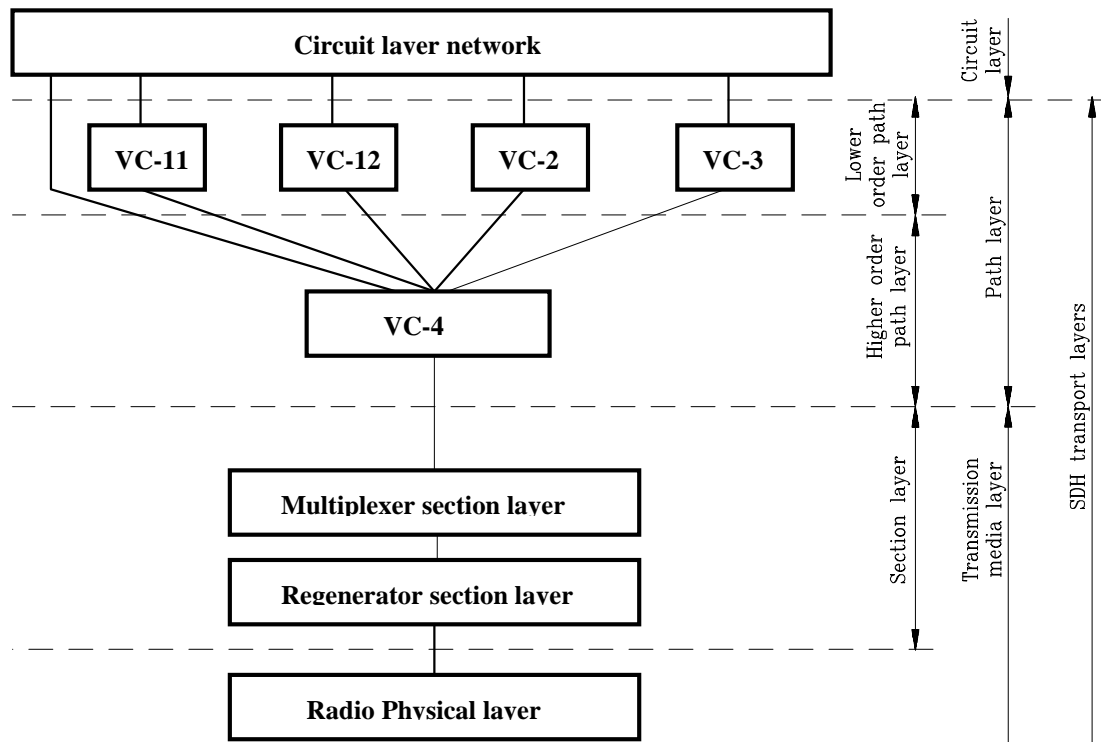 Circuit layer network
Circuit
layer
VC-11
VC-12
VC-2
VC-3
Lower
order path
layer
VC-4
Higher order
path layer
Path layer
SDH transport layers
Multiplexer section layer
Regenerator section layer
Section layer
Transmission
media layer
Radio Physical layer